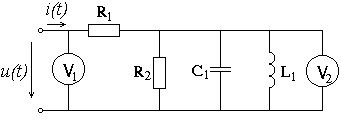 i(t) R1
u(t) V1 R2 C1 L1 V2